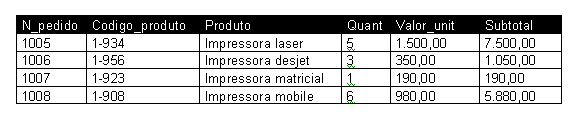 N_pedido Codigo_produto Produto Quant Valor_unit Subtotal
1005 1-934 Impressora laser 5 1.500,00 7.500,00
1006 1-956 Impressora desjet 3 350,00 1.050,00
1007 1-923 Impressora matricial 1 190,00 190,00
1008 1-908 Impressora mobile 6 980,00 5.880,00